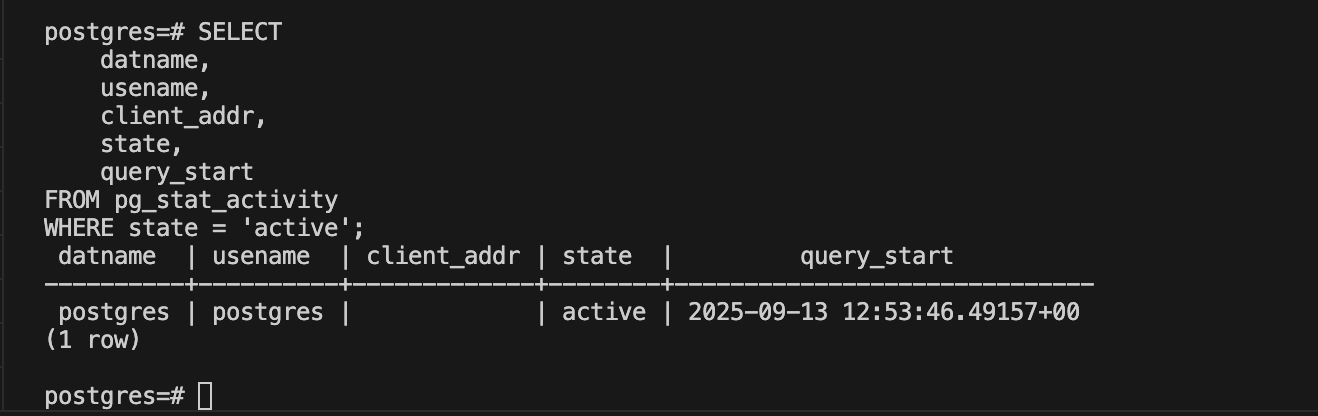 postgres=# SELECT
    datname,
    usename,
    client_addr,
    state,
    query_start
FROM pg_stat_activity
WHERE state = 'active';
 datname  | usename  | client_addr | state  |         query_start
----------+----------+-------------+--------+------------------------------
 postgres | postgres |             | active | 2025-09-13 12:53:46.49157+00
(1 row)

postgres=#